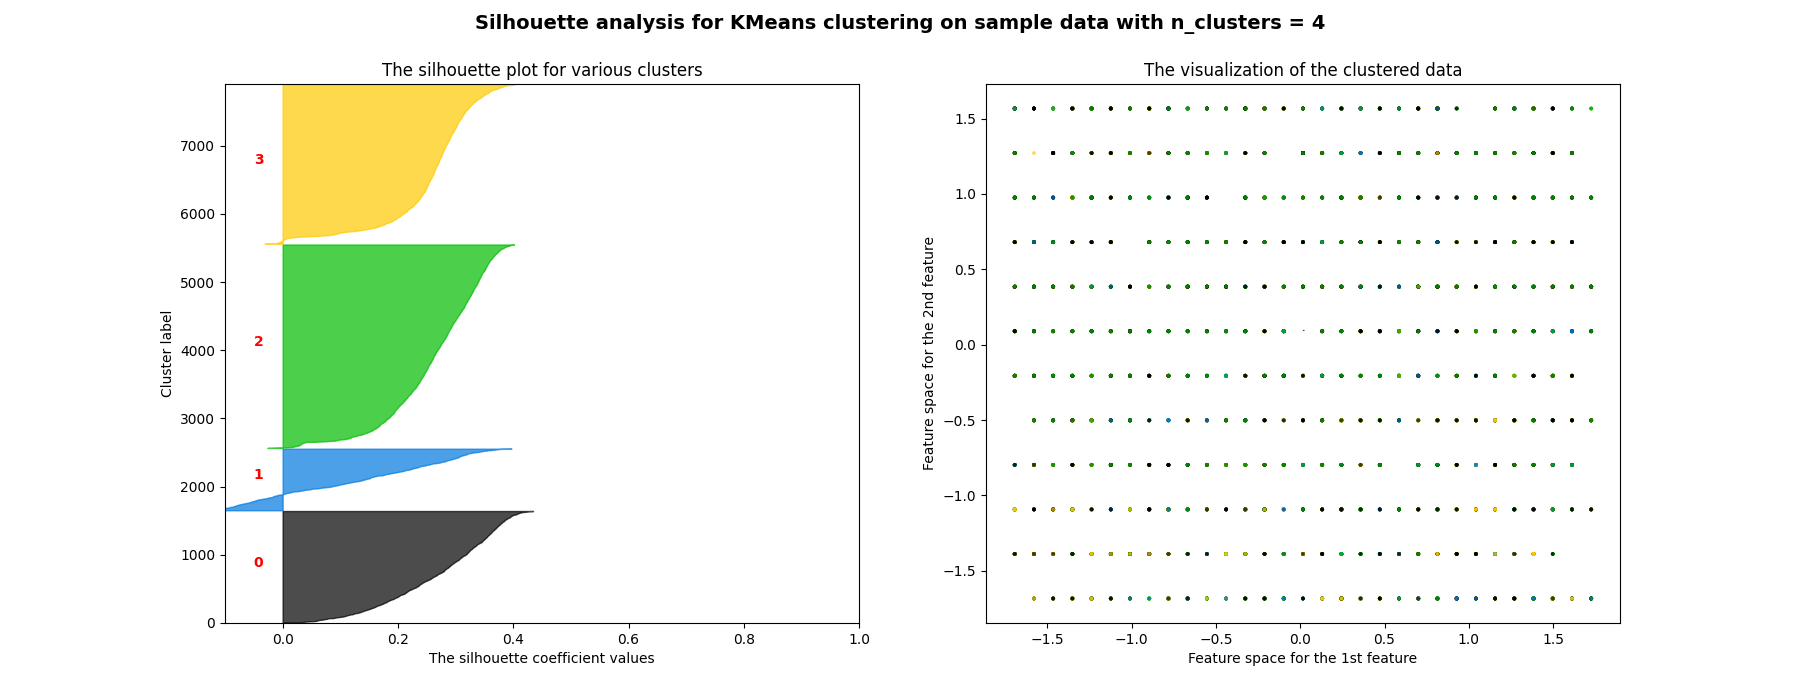 Silhouette analysis for KMeans clustering on sample data with n_clusters = 4
The silhouette plot for various clusters
Cluster label
7000
6000
5000
4000
3000
2000
1000
0
3
2
1
0
0.0 0.2 0.4 0.6 0.8 1.0
The silhouette coefficient values
The visualization of the clustered data
Feature space for the 2nd feature
1.5
1.0
0.5
0.0
−0.5
−1.0
−1.5
−1.5 −1.0 −0.5 0.0 0.5 1.0 1.5
Feature space for the 1st feature